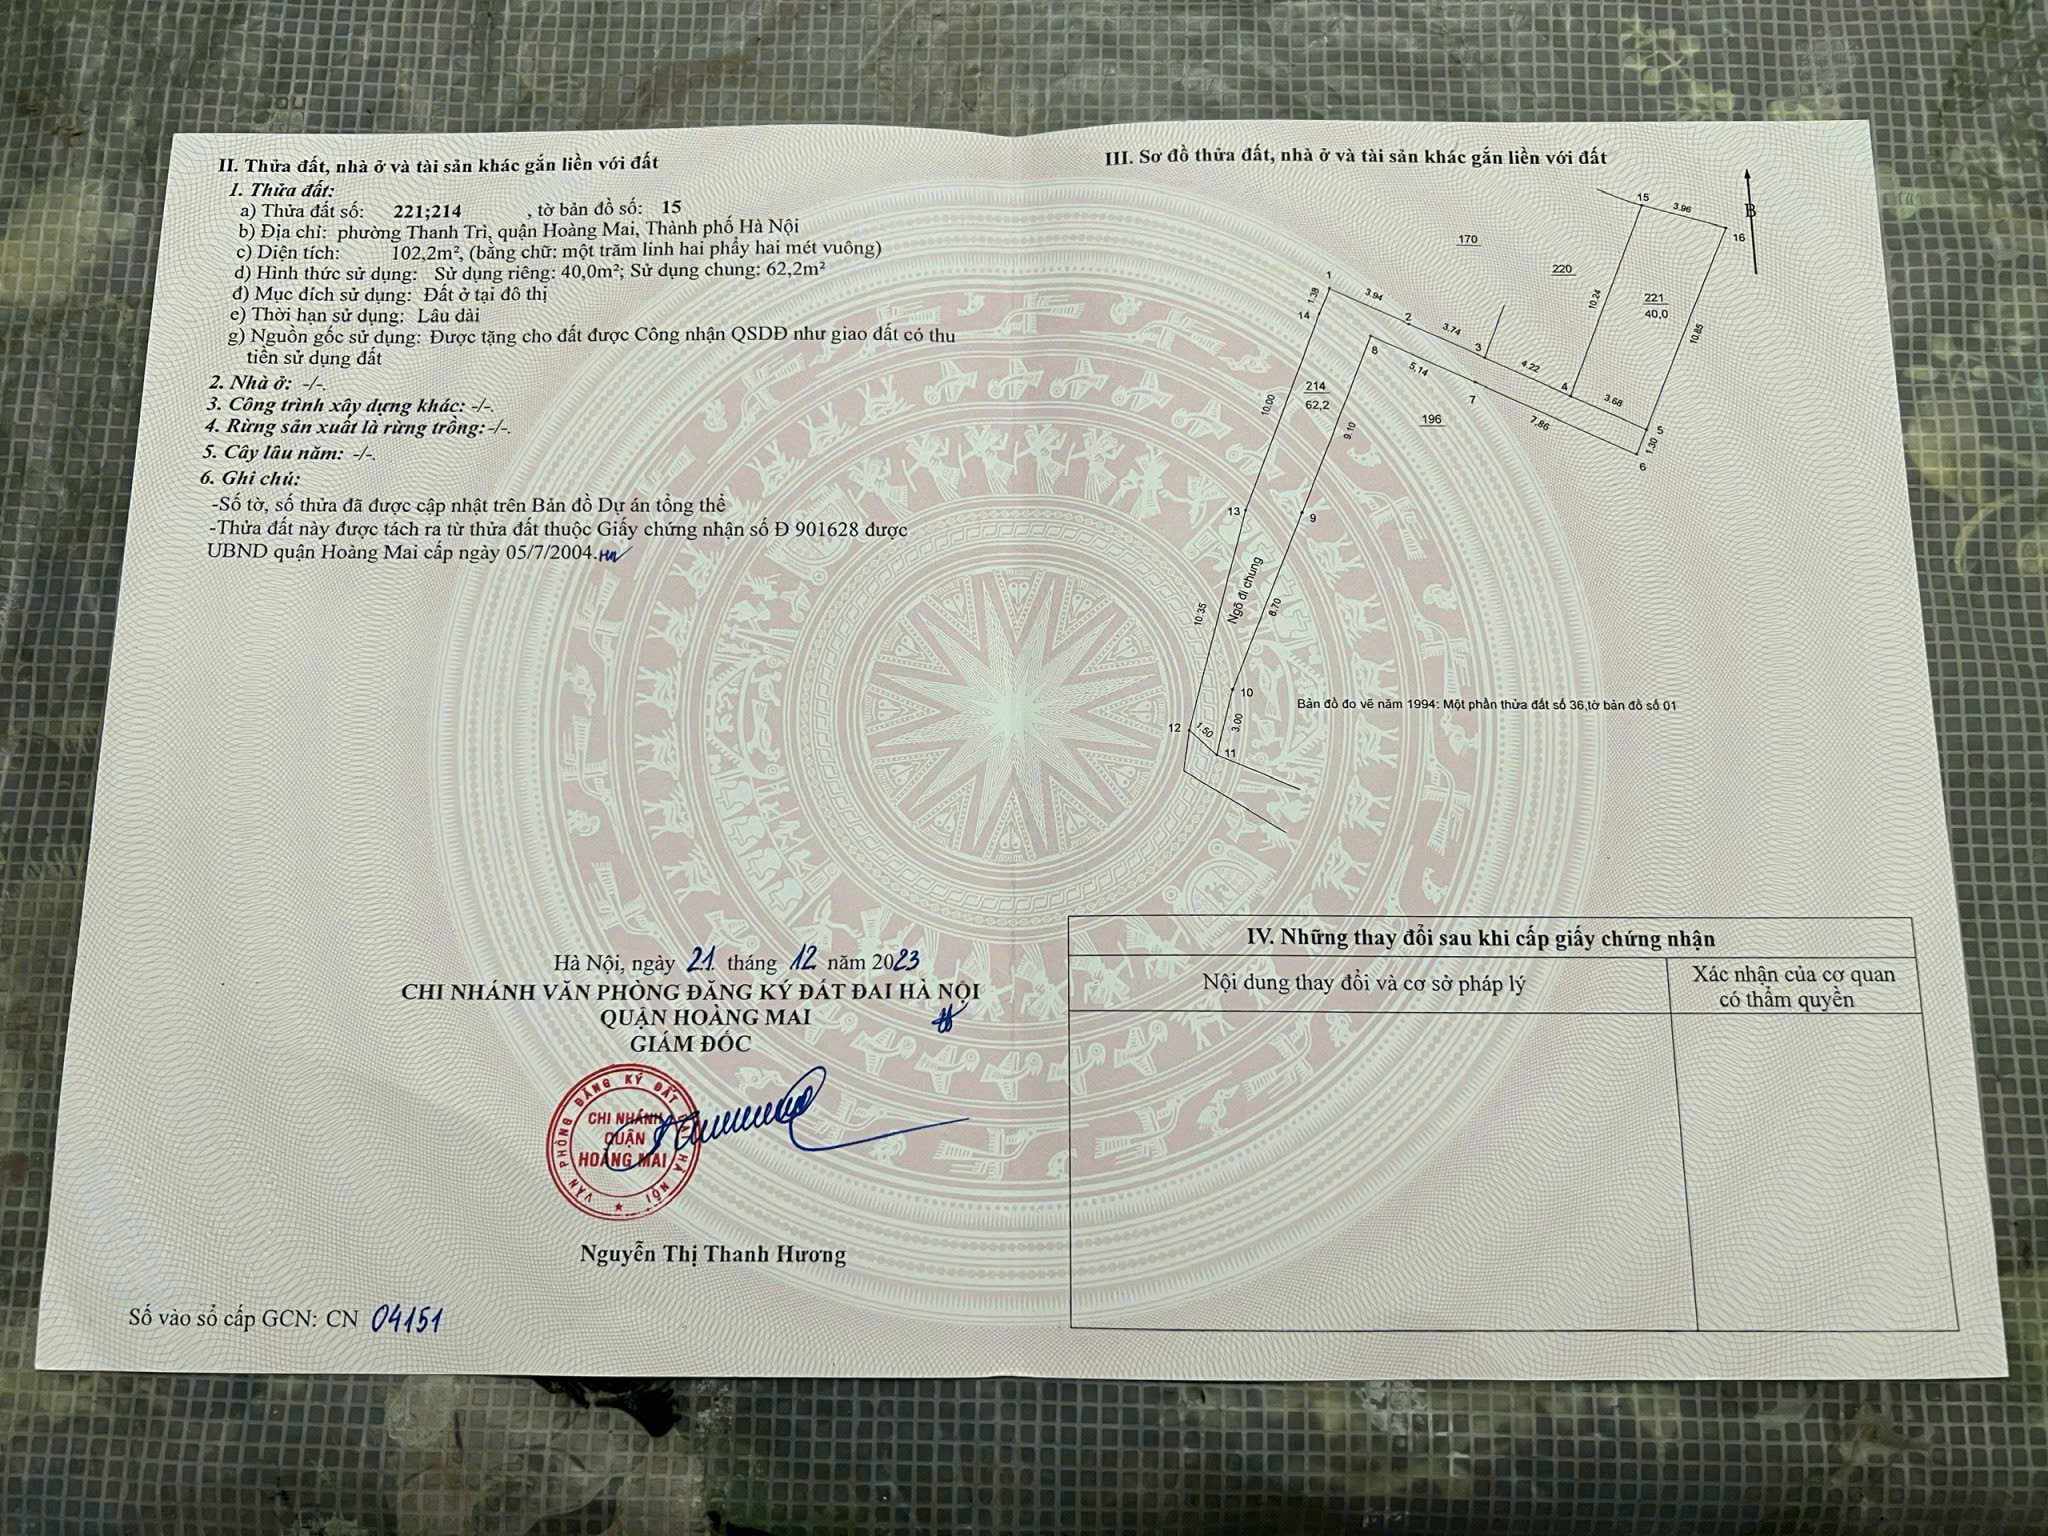 II. Thửa đất, nhà ở và tài sản khác gắn liền với đất
1. Thửa đất:
a) Thửa đất số: 221;214 , tờ bản đồ số: 15
b) Địa chỉ: phường Thanh Trì, quận Hoàng Mai, Thành phố Hà Nội
c) Diện tích: 102,2m², (bằng chữ: một trăm linh hai phẩy hai mét vuông)
d) Hình thức sử dụng: Sử dụng riêng: 40,0m²; Sử dụng chung: 62,2m²
đ) Mục đích sử dụng: Đất ở tại đô thị
e) Thời hạn sử dụng: Lâu dài
g) Nguồn gốc sử dụng: Được tặng cho đất được Công nhận QSDĐ như giao đất có thu
tiền sử dụng đất
2. Nhà ở: -/-.
3. Công trình xây dựng khác: -/-.
4. Rừng sản xuất là rừng trồng: -/-.
5. Cây lâu năm: -/-.
6. Ghi chú:
-Số tờ, số thửa đã được cập nhật trên Bản đồ Dự án tổng thể
-Thửa đất này được tách ra từ thửa đất thuộc Giấy chứng nhận số Đ 901628 được
UBND quận Hoàng Mai cấp ngày 05/7/2004.
Hà Nội, ngày 21 tháng 12 năm 2023
CHI NHÁNH VĂN PHÒNG ĐĂNG KÝ ĐẤT ĐAI HÀ NỘI
QUẬN HOÀNG MAI
GIÁM ĐỐC
VĂN PHÒNG ĐĂNG KÝ ĐẤT HÀ NỘI
CHI NHÁNH
QUẬN
HOÀNG MAI
Nguyễn Thị Thanh Hương
Số vào sổ cấp GCN: CN 04151
III. Sơ đồ thửa đất, nhà ở và tài sản khác gắn liền với đất
15
3.96
B
16
170
220
1
3.94
1.38
14
2
3.74
3
10.24
221
40,0
10.85
8
5,14
4.22
4
3.68
214
62,2
10.00
9.10
196
7
7,86
5
1.30
6
13
9
Ngõ đi chung
10.35
8.70
10
Bản đồ đo vẽ năm 1994: Một phần thửa đất số 36,tờ bản đồ số 01
12
1.50
3.00
11
IV. Những thay đổi sau khi cấp giấy chứng nhận
Nội dung thay đổi và cơ sở pháp lý
Xác nhận của cơ quan
có thẩm quyền